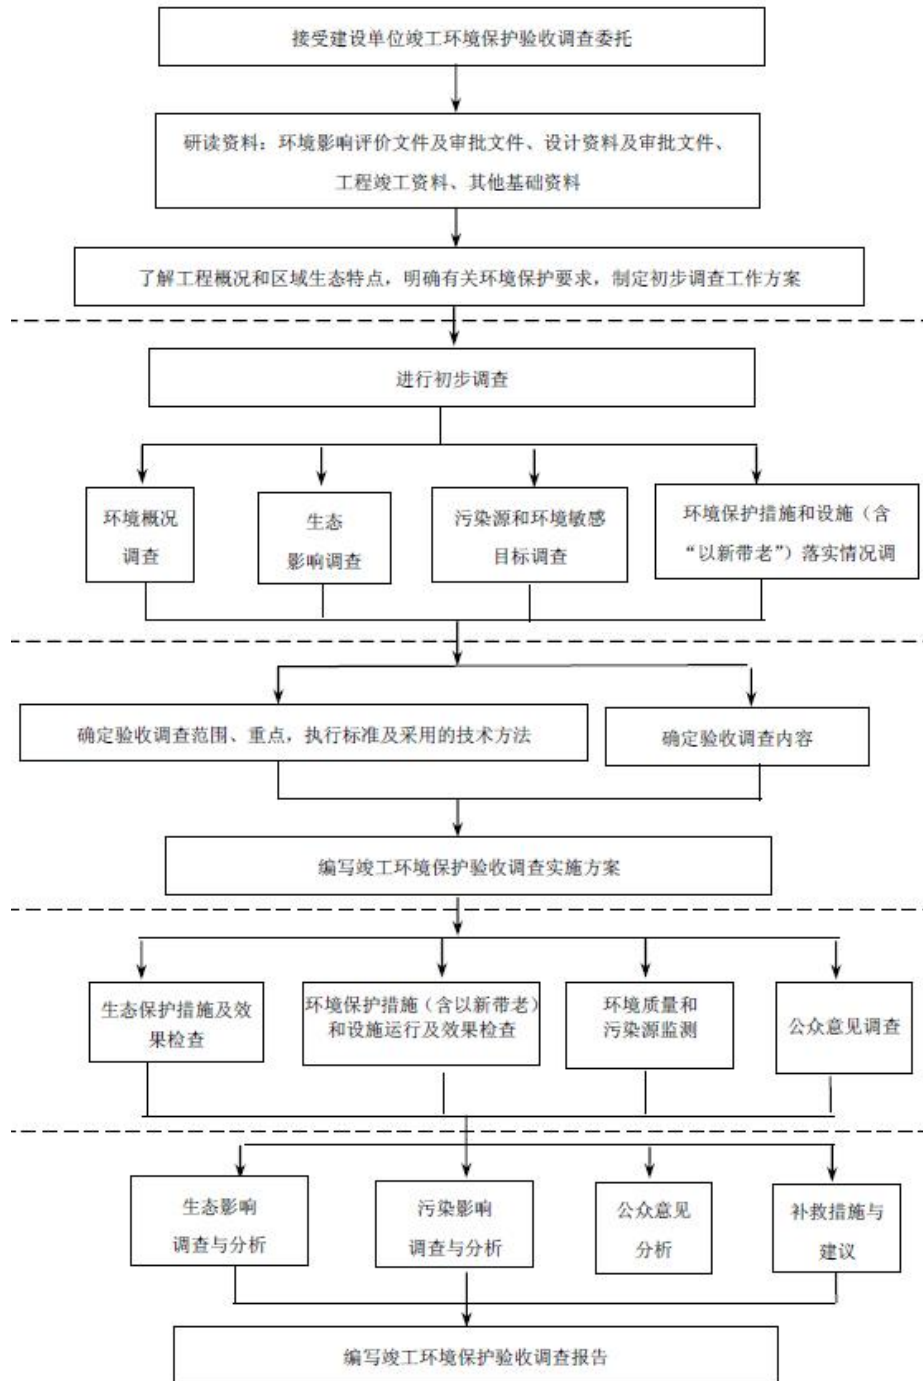 接受建设单位竣工环境保护验收调查委托
研读资料：环境影响评价文件及审批文件、设计资料及审批文件、
工程竣工资料、其他基础资料
了解工程概况和区域生态特点，明确有关环境保护要求，制定初步调查工作方案
进行初步调查
环境概况
调查
生态
影响调查
污染源和环境敏感
目标调查
环境保护措施和设施（含
“以新带老”）落实情况调
确定验收调查范围、重点，执行标准及采用的技术方法
确定验收调查内容
编写竣工环境保护验收调查实施方案
生态保护措施及效
果检查
环境保护措施（含以新带老）
和设施运行及效果检查
环境质量和
污染源监测
公众意见调查
生态影响
调查与分析
污染影响
调查与分析
公众意见
分析
补救措施与
建议
编写竣工环境保护验收调查报告